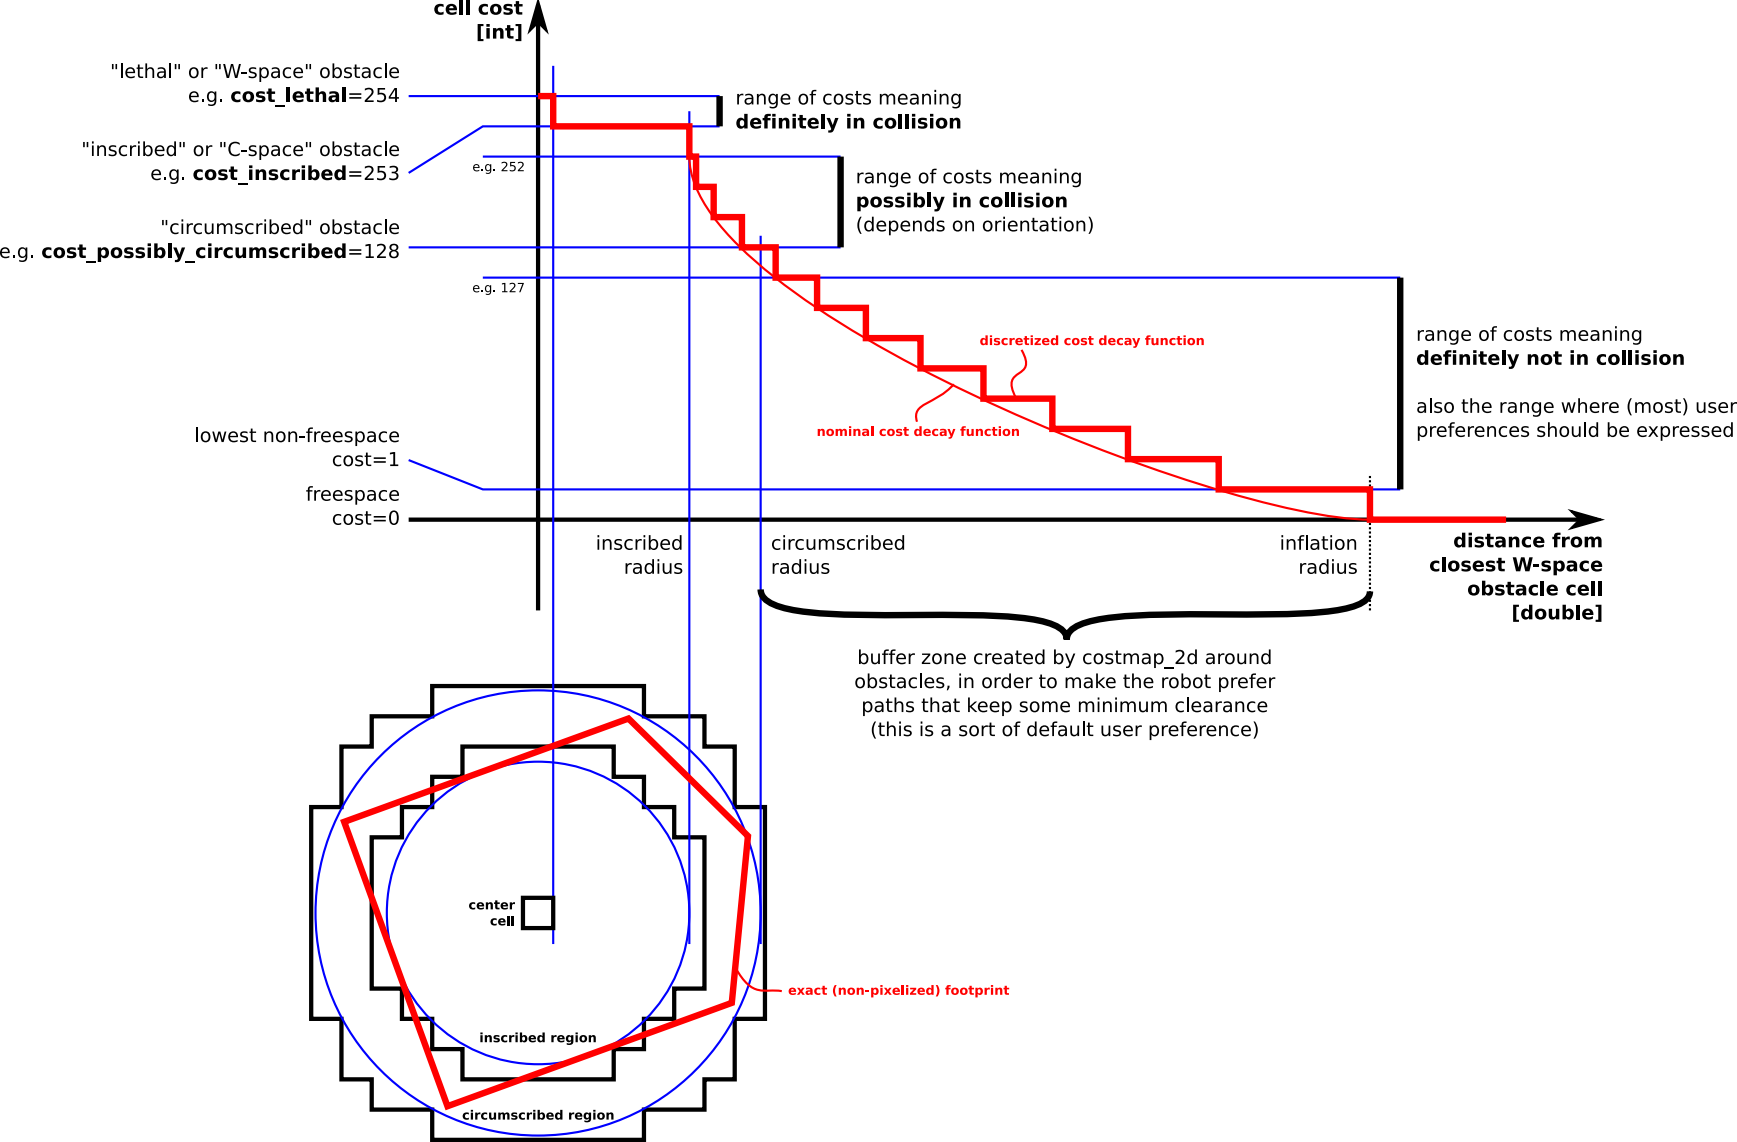 cell cost
[int]
"lethal" or "W-space" obstacle
e.g. cost_lethal=254
range of costs meaning
definitely in collision
"inscribed" or "C-space" obstacle
e.g. cost_inscribed=253
e.g. 252
range of costs meaning
possibly in collision
(depends on orientation)
"circumscribed" obstacle
e.g. cost_possibly_circumscribed=128
e.g. 127
range of costs meaning
definitely not in collision
also the range where (most) user
preferences should be expressed
discretized cost decay function
nominal cost decay function
lowest non-freespace
cost=1
freespace
cost=0
inscribed
radius
circumscribed
radius
inflation
radius
distance from
closest W-space
obstacle cell
[double]
buffer zone created by costmap_2d around
obstacles, in order to make the robot prefer
paths that keep some minimum clearance
(this is a sort of default user preference)
center
cell
exact (non-pixelized) footprint
inscribed region
circumscribed region